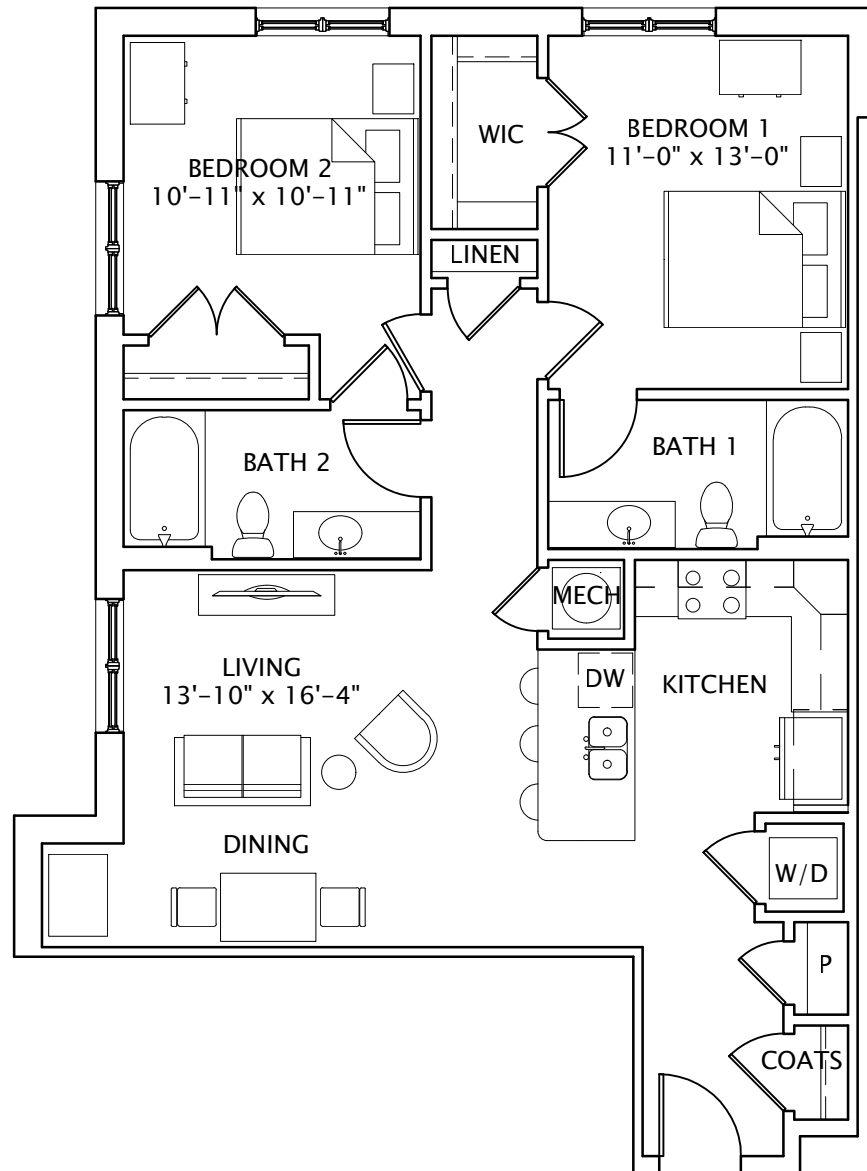 WIC
BEDROOM 1
11'-0" x 13'-0"
BEDROOM 2
10'-11" x 10'-11"
LINEN
BATH 2
BATH 1
MECH
LIVING
13'-10" x 16'-4"
DW
KITCHEN
DINING
W/D
P
COATS